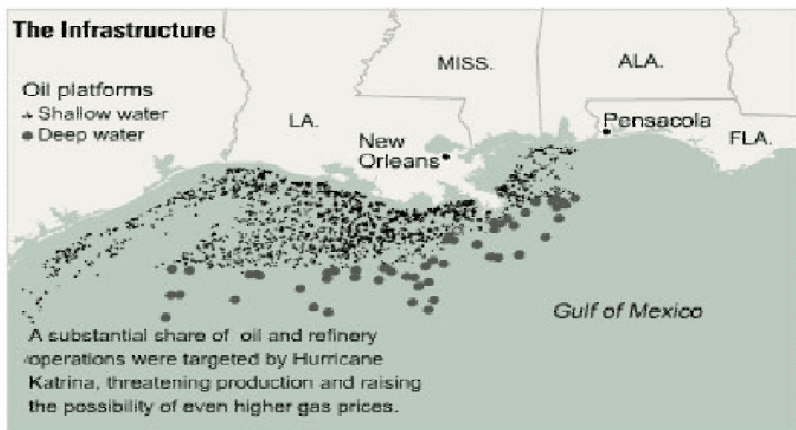 The Infrastructure
Oil platforms
Shallow water
Deep water
MISS.
ALA.
LA.
New
Orleans
Pensacola
FLA.
Gulf of Mexico
A substantial share of oil and refinery
operations were targeted by Hurricane
Katrina, threatening production and raising
the possibility of even higher gas prices.